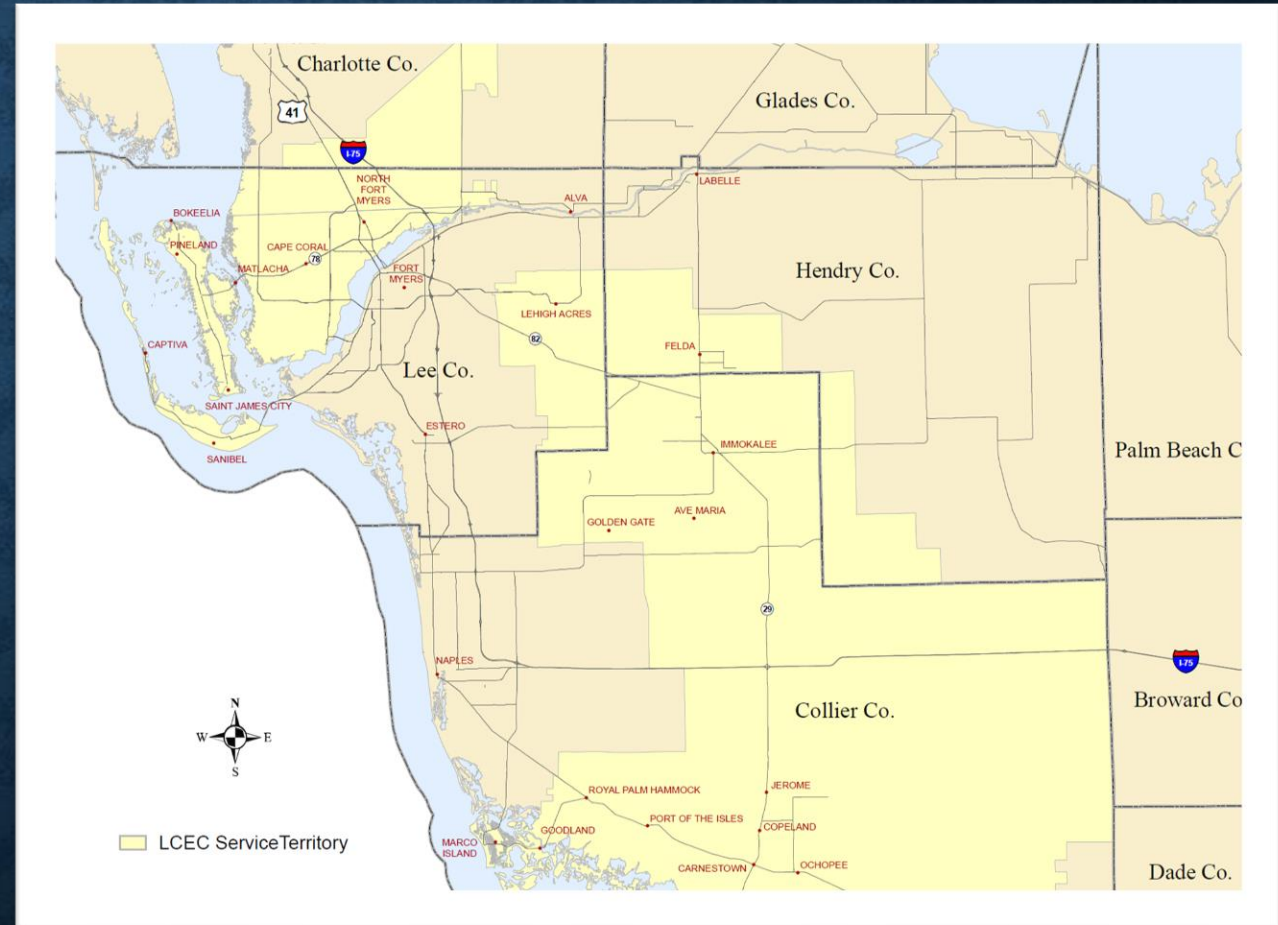 Charlotte Co.
Glades Co.
41
I-75
NORTH
FORT
MYERS
LABELLE
ALVA
BOKEELIA
PINELAND
CAPE CORAL
78
MATLACHA
FORT
MYERS
Hendry Co.
LEHIGH ACRES
82
CAPTIVA
FELDA
Lee Co.
SAINT JAMES CITY
ESTERO
IMMOKALEE
Palm Beach C
SANIBEL
AVE MARIA
GOLDEN GATE
29
NAPLES
I-75
Broward Co
Collier Co.
N
W
E
S
JEROME
ROYAL PALM HAMMOCK
PORT OF THE ISLES
COPELAND
GOODLAND
MARCO
ISLAND
CARNESTOWN
OCHOPEE
Dade Co.
LCEC ServiceTerritory